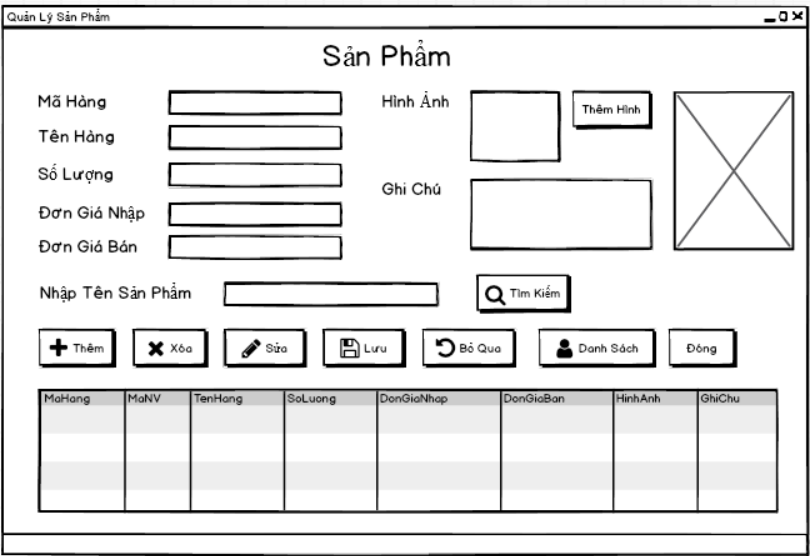 Quản Lý Sản Phẩm
Sản Phẩm
Mã Hàng
Hình Ảnh
Thêm Hình
Tên Hàng
Số Lượng
Ghi Chú
Đơn Giá Nhập
Đơn Giá Bán
Nhập Tên Sản Phẩm
Tìm Kiếm
Thêm
Xóa
Sửa
Lưu
Bỏ Qua
Danh Sách
Đóng
MaHang MaNV TenHang SoLuong DonGiaNhap DonGiaBan HinhAnh GhiChu